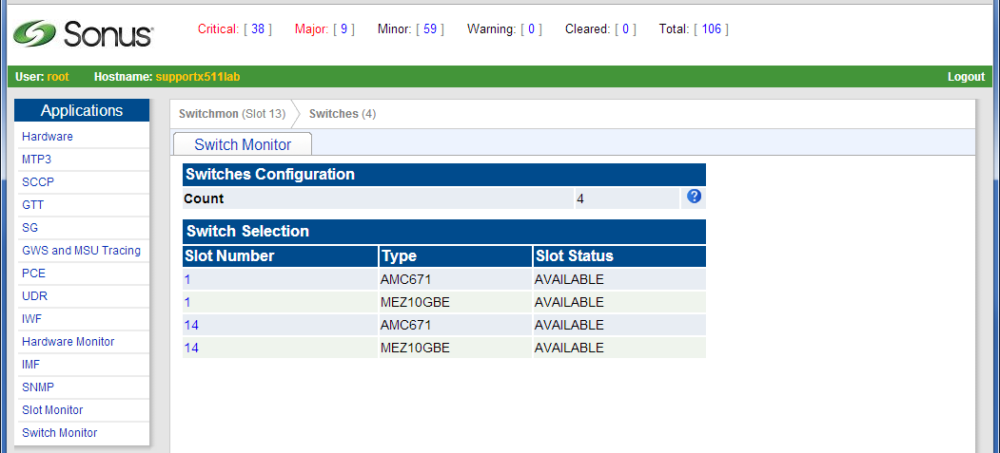 Sonus Critical: [ 38 ] Major: [ 9 ] Minor: [ 59 ] Warning: [ 0 ] Cleared: [ 0 ] Total: [ 106 ]
User: root Hostname: supportx511lab Logout
Applications
Hardware
MTP3
SCCP
GTT
SG
GWS and MSU Tracing
PCE
UDR
IWF
Hardware Monitor
IMF
SNMP
Slot Monitor
Switch Monitor
Switchmon (Slot 13) Switches (4)
Switch Monitor
Switches Configuration
Count 4 ?
Switch Selection
Slot Number Type Slot Status
1 AMC671 AVAILABLE
1 MEZ10GBE AVAILABLE
14 AMC671 AVAILABLE
14 MEZ10GBE AVAILABLE